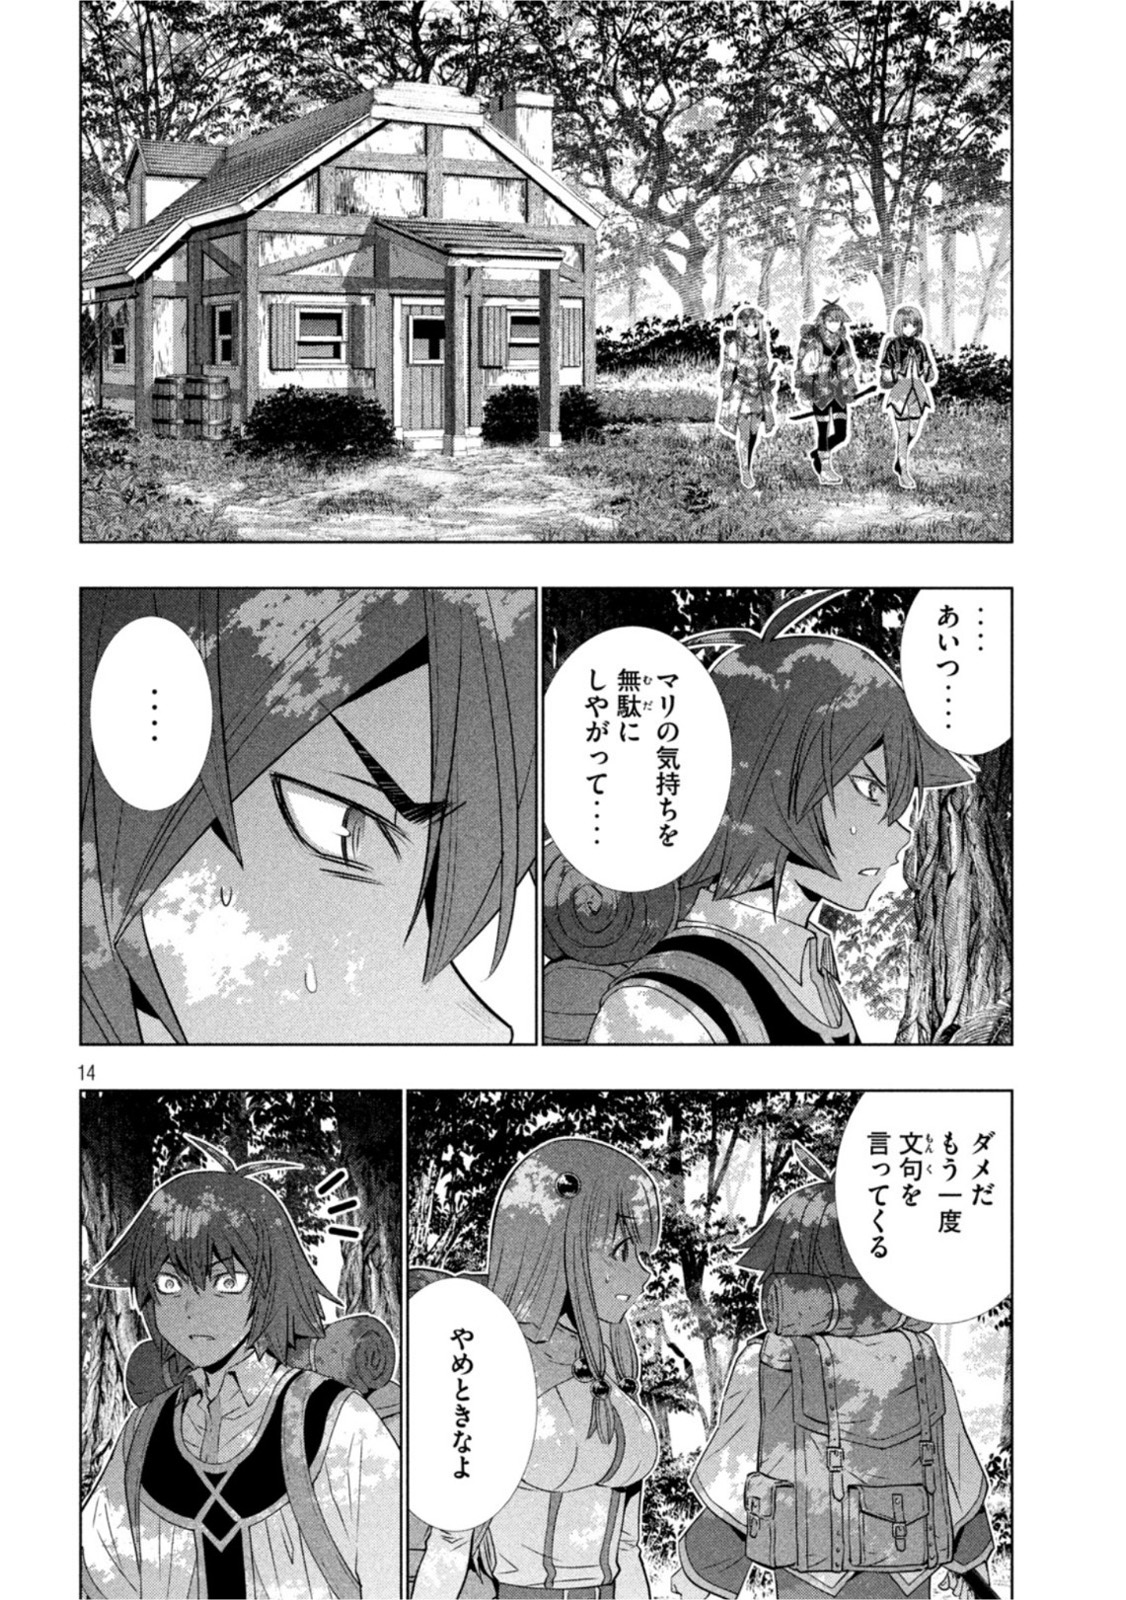 ‥‥
あいつ‥‥
マリの気持ちを
無駄に
しやがって‥‥
‥‥
14
ダメだ
もう一度
文句を
言ってくる
やめときなよ